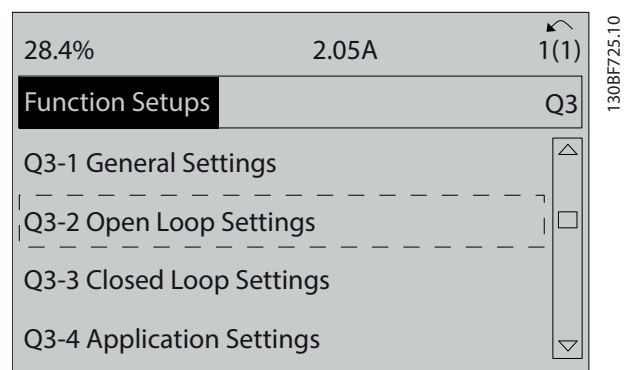 28.4% 2.05A 1(1)
Function Setups Q3
Q3-1 General Settings
Q3-2 Open Loop Settings
Q3-3 Closed Loop Settings
Q3-4 Application Settings
130BF725.10